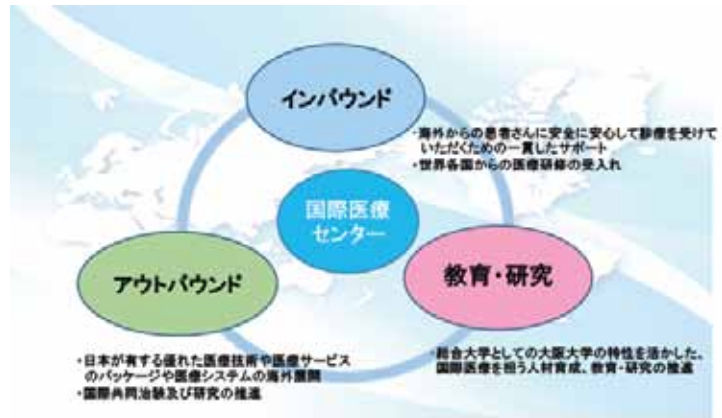 インバウンド
・海外からの患者さんに安全に安心して診療を受けて
いただくための一貫したサポート
・世界各国からの医療研修の受入れ
国際医療
センター
アウトバウンド
教育・研究
・日本が有する優れた医療技術や医療サービス
のパッケージや医療システムの海外展開
・国際共同治験及び研究の推進
・総合大学としての大阪大学の特性を活かした、
国際医療を担う人材育成、教育・研究の推進